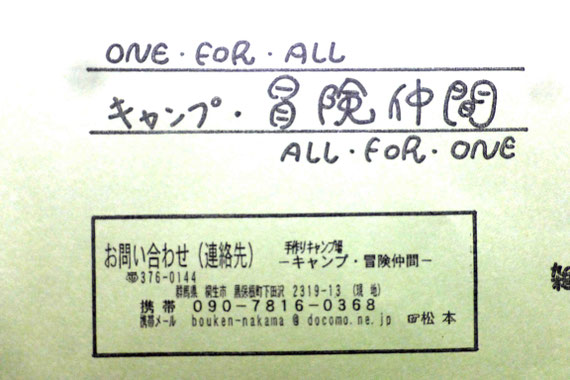 ONE・FOR・ALL
キャンプ・冒険仲間
ALL・FOR・ONE
お問い合わせ（連絡先） 手作りキャンプ場
－キャンプ・冒険仲間－
〠376-0144
群馬県 桐生市 黒保根町下田沢 2319-13 （現 地）
携 帯 090-7816-0368
携帯メール bouken-nakama@docomo.ne.jp ☞松 本
雑